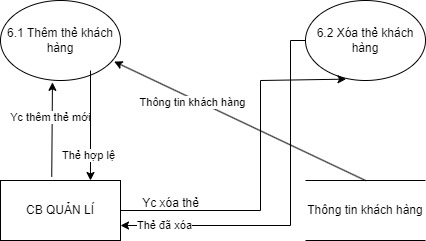 6.1 Thêm thẻ khách
hàng
6.2 Xóa thẻ khách
hàng
Thông tin khách hàng
Yc thêm thẻ mới
Thẻ hợp lệ
CB QUẢN LÍ
Yc xóa thẻ
Thẻ đã xóa
Thông tin khách hàng